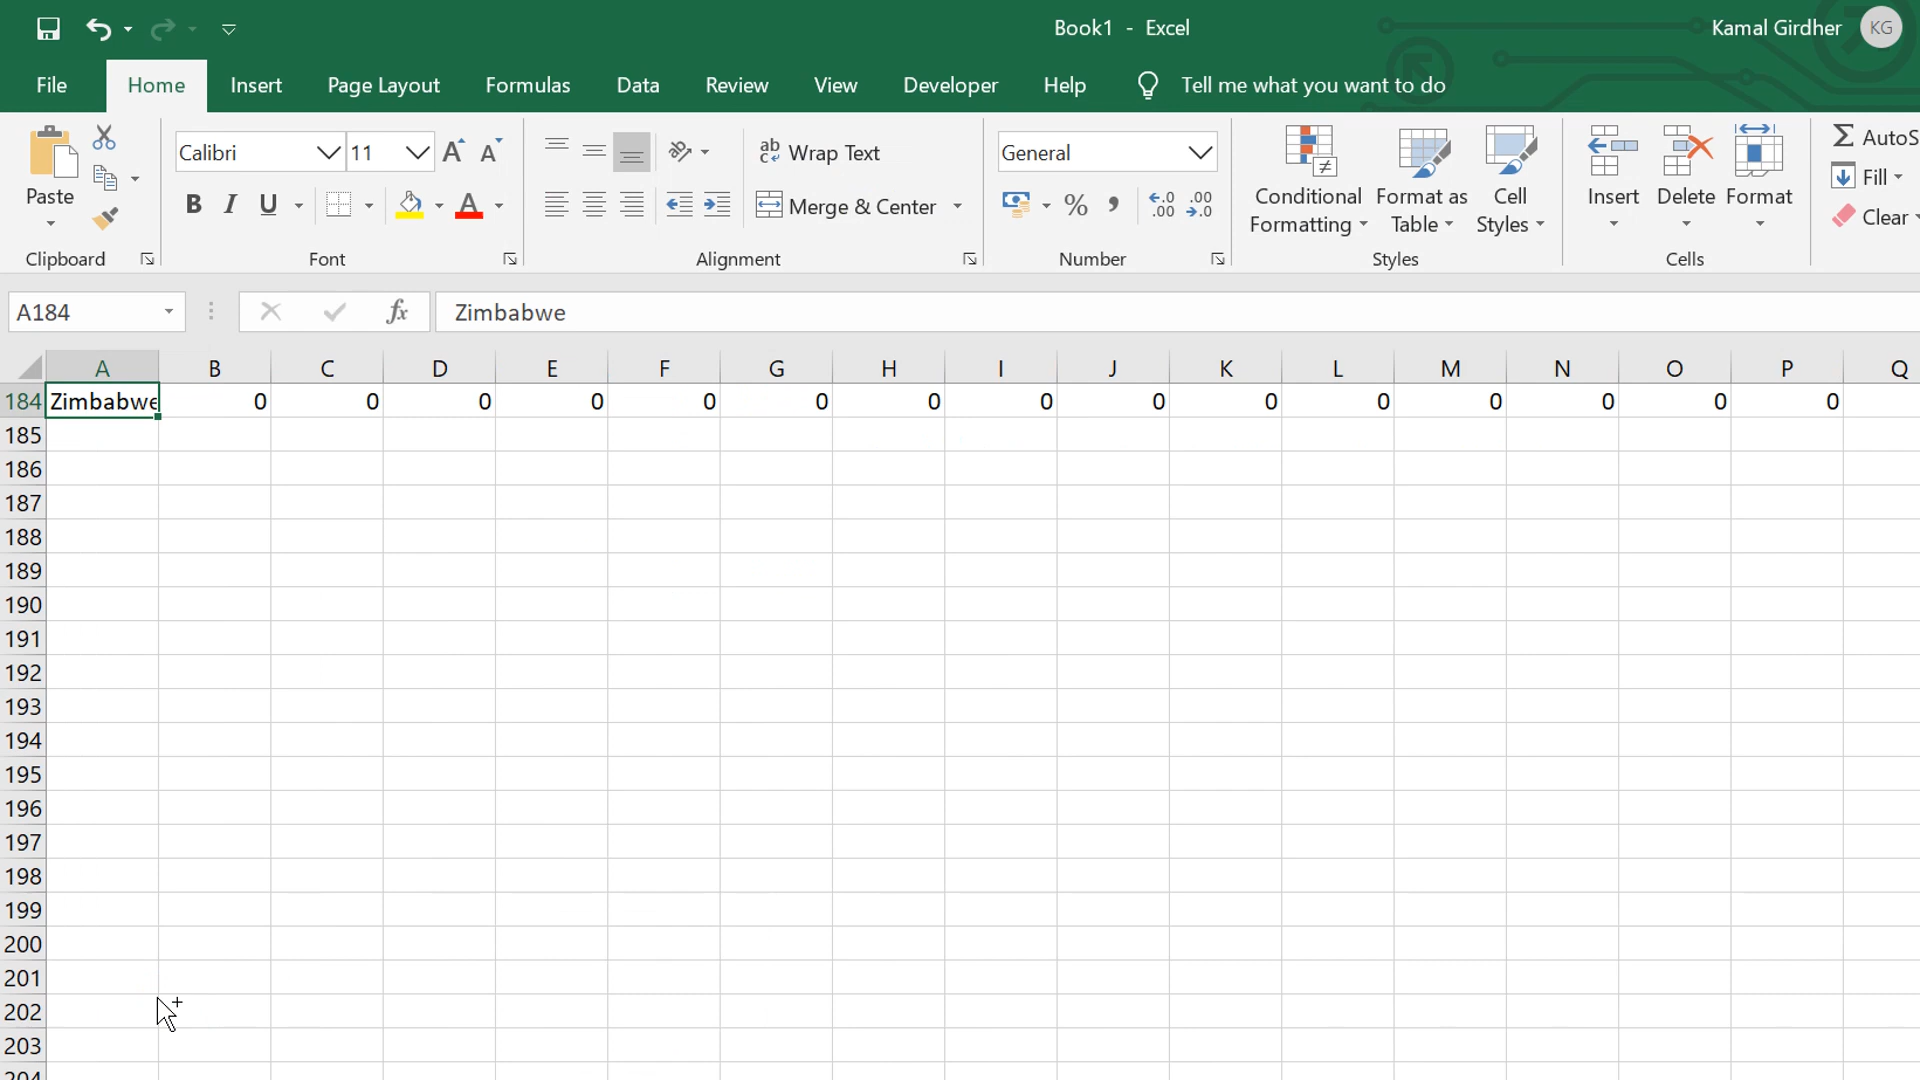 Book1 - Excel
Kamal Girdher KG
File Home Insert Page Layout Formulas Data Review View Developer Help Tell me what you want to do
Calibri 11
ab Wrap Text
General
AutoS
Paste
B I U
A
Merge & Center
% , .00 .00
Conditional Formatting
Format as Table
Cell Styles
Insert Delete Format
Fill
Clear
Clipboard Font Alignment Number Styles Cells
A184 fx Zimbabwe
A B C D E F G H I J K L M N O P Q
184 Zimbabwe 0 0 0 0 0 0 0 0 0 0 0 0 0 0 0
185
186
187
188
189
190
191
192
193
194
195
196
197
198
199
200
201
202
203
204